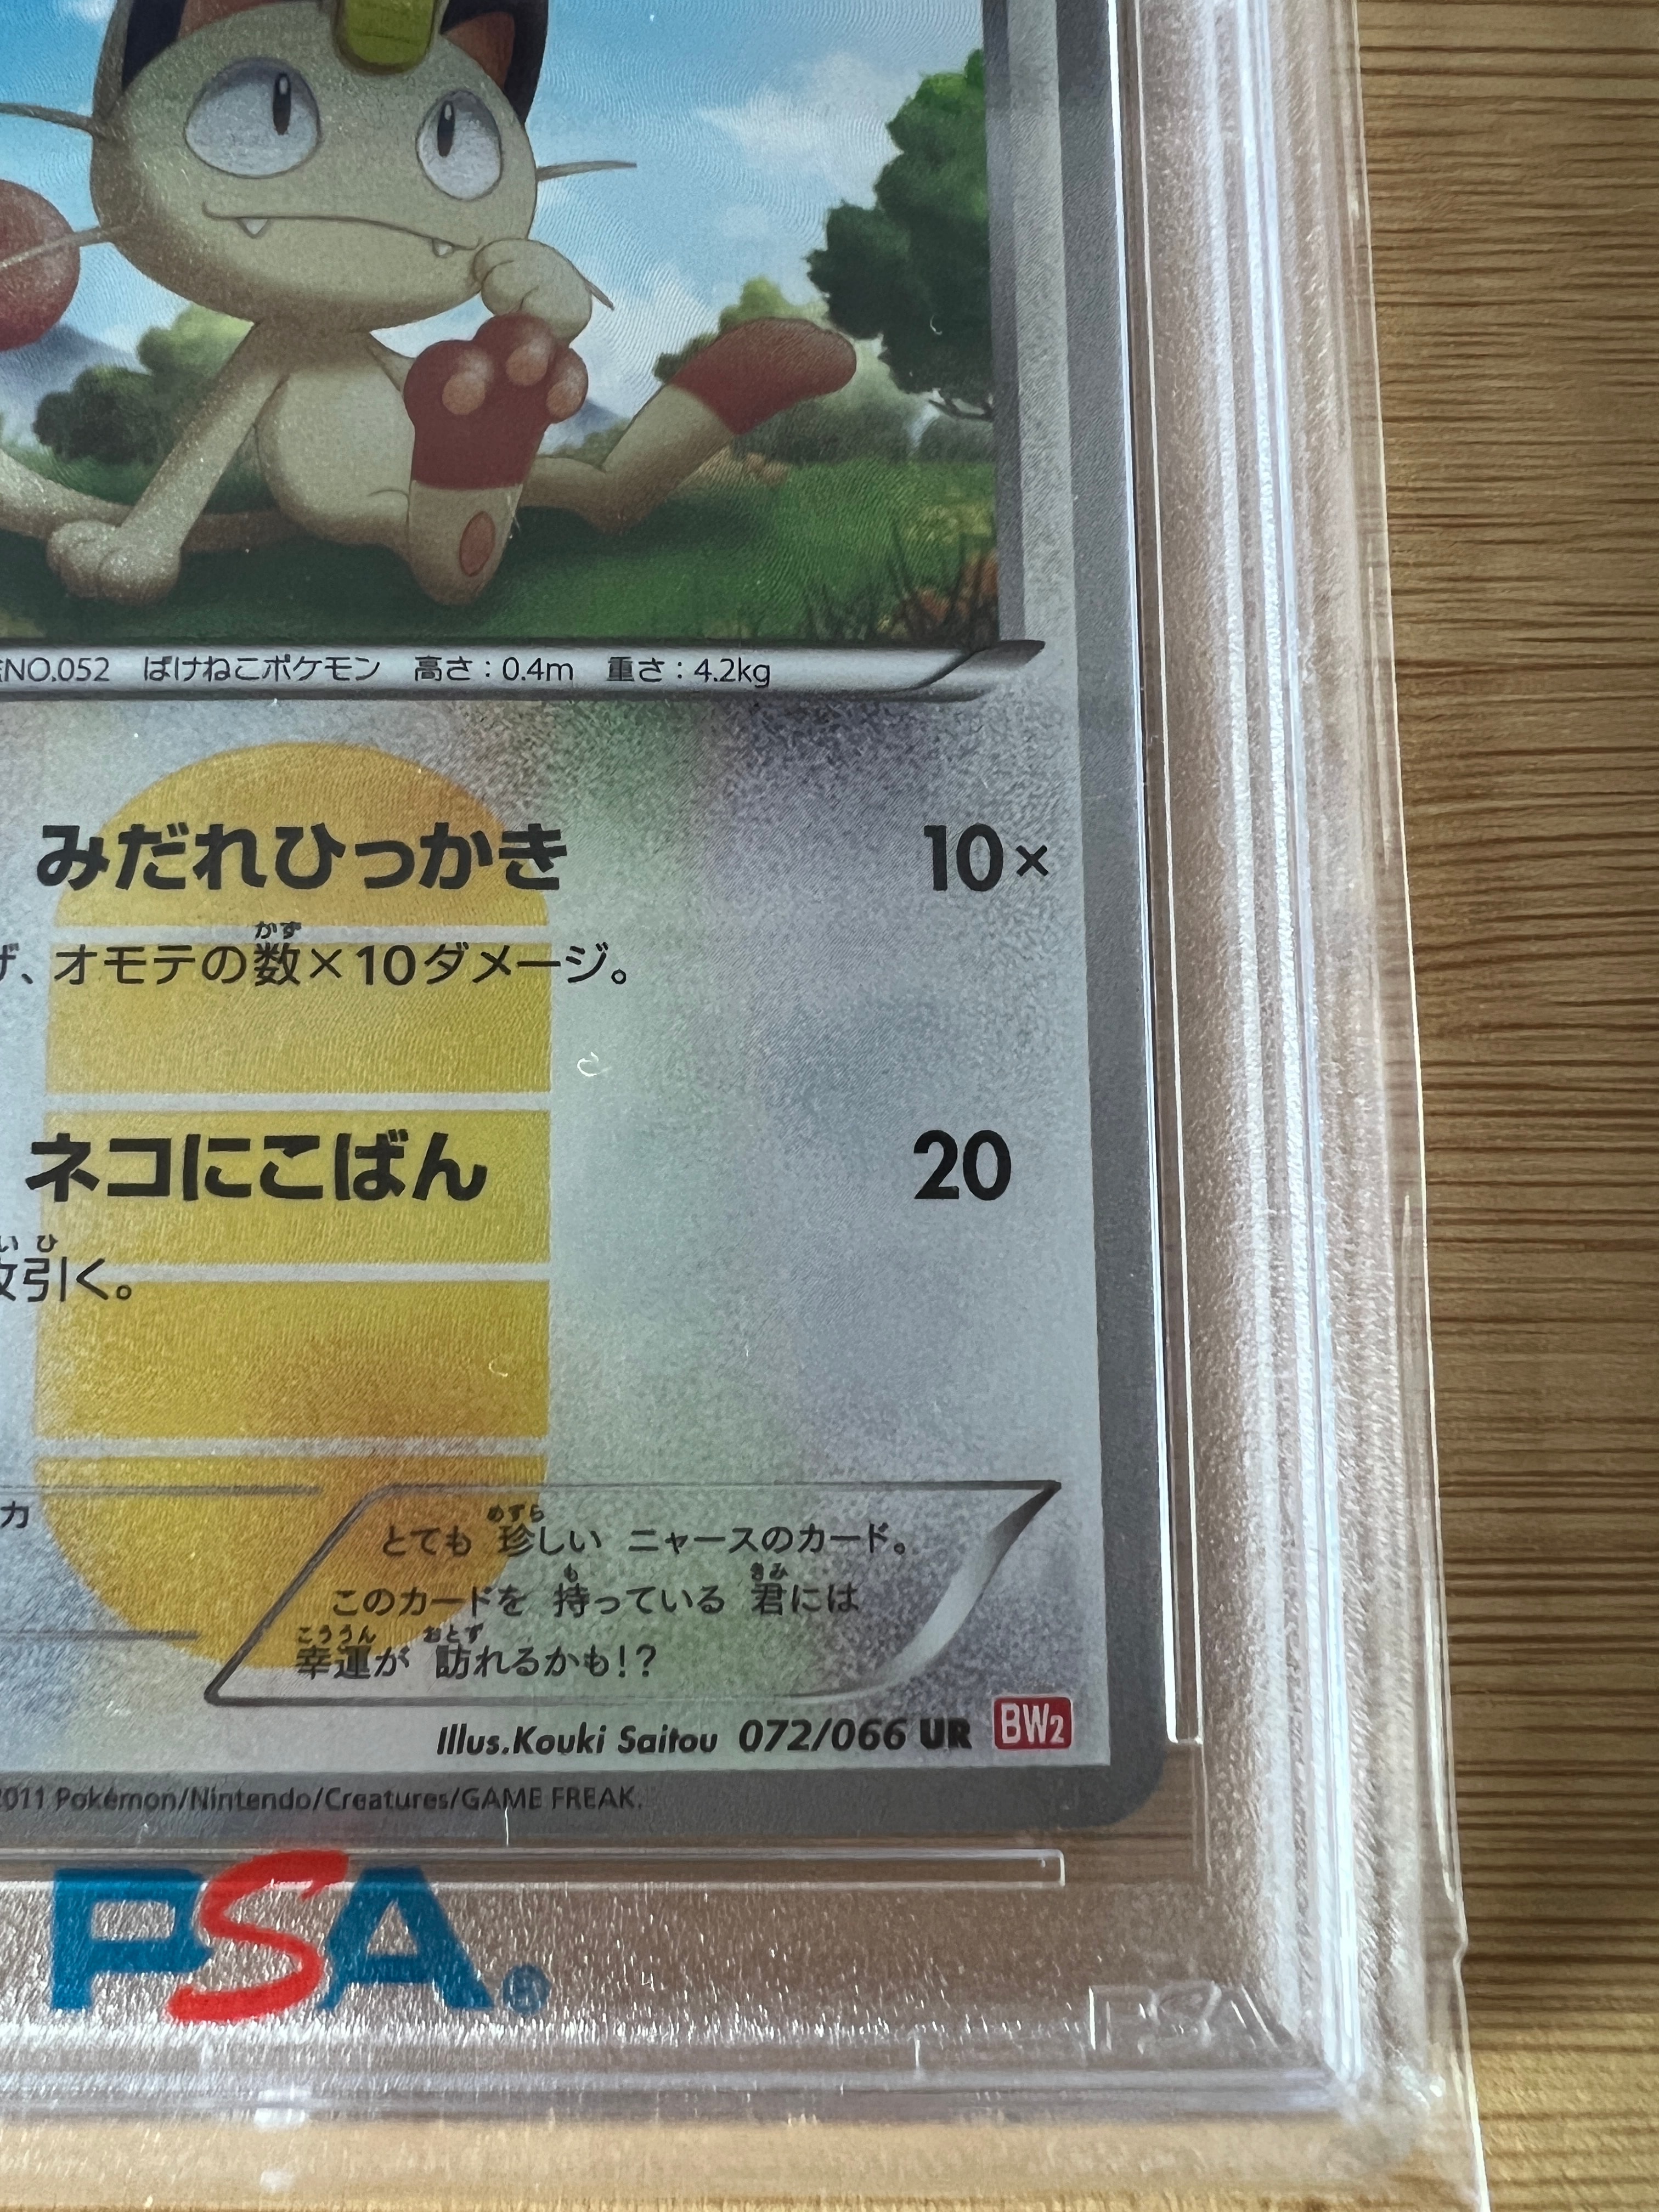 NO.052 ばけねこポケモン 高さ：0.4m 重さ：4.2kg
みだれひっかき 10×
かず
、オモテの数×10ダメージ。
ネコにこばん 20
い ひ
引く。
カ
めずら
とても 珍しい ニャースのカード。
も きみ
このカードを 持っている 君には
こううん おとず
幸運が 訪れるかも！？
Illus.Kouki Saitou 072/066 UR BW2
2011 Pokémon/Nintendo/Creatures/GAME FREAK.
PSA®
PSA